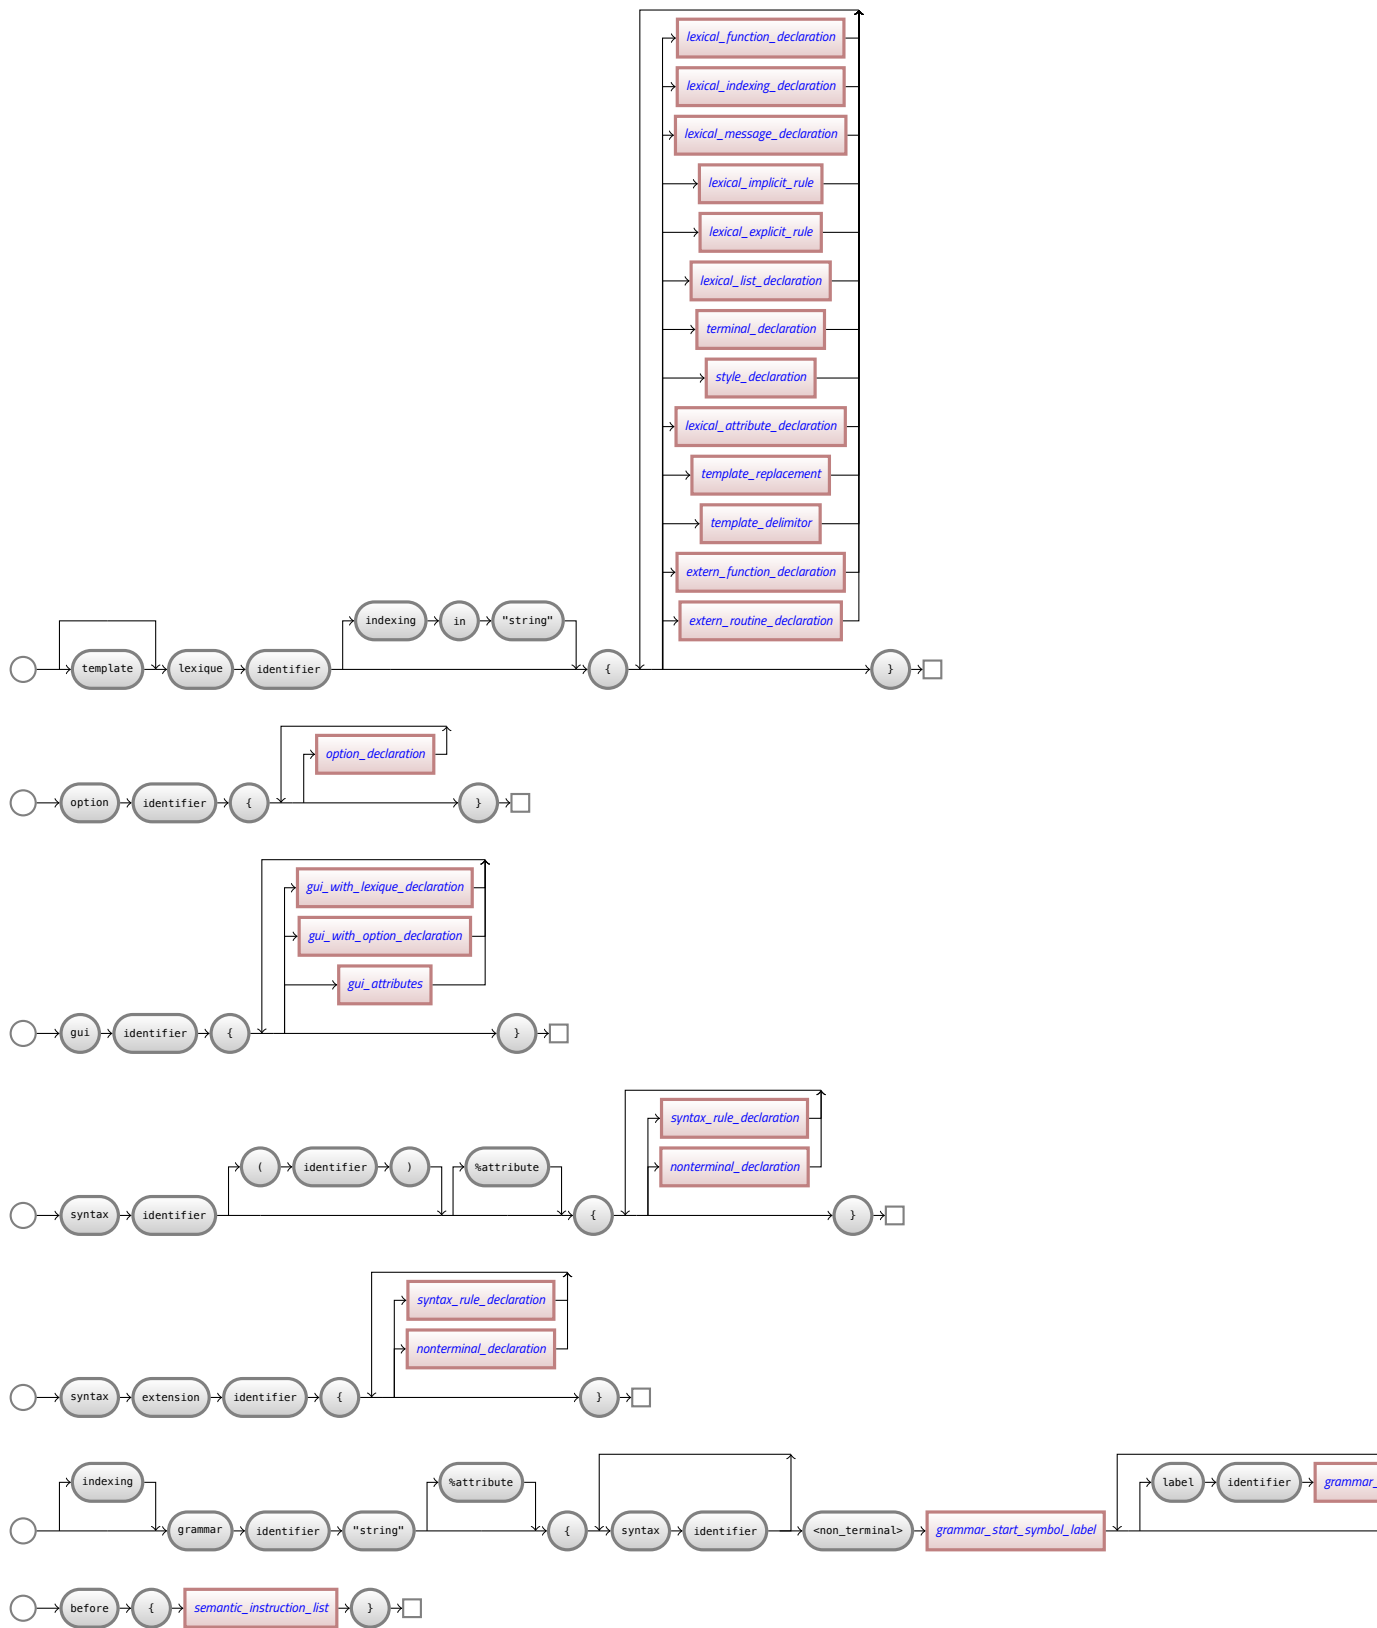 lexical_function_declaration
lexical_indexing_declaration
lexical_message_declaration
lexical_implicit_rule
lexical_explicit_rule
lexical_list_declaration
terminal_declaration
style_declaration
lexical_attribute_declaration
template_replacement
template_delimitor
extern_function_declaration
indexing in "string" extern_routine_declaration
template lexique identifier { }
option_declaration
option identifier { }
gui_with_lexique_declaration
gui_with_option_declaration
gui_attributes
gui identifier { }
syntax_rule_declaration
( identifier ) %attribute nonterminal_declaration
syntax identifier { }
syntax_rule_declaration
nonterminal_declaration
syntax extension identifier { }
indexing %attribute label identifier grammar_
grammar identifier "string" { syntax identifier <non_terminal> grammar_start_symbol_label
before { semantic_instruction_list }